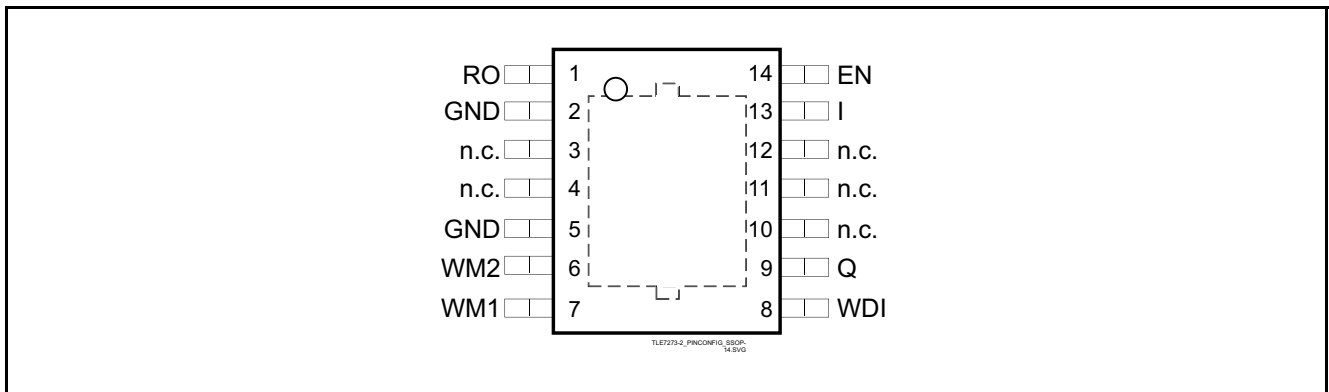 RO 1 14 EN
GND 2 13 I
n.c. 3 12 n.c.
n.c. 4 11 n.c.
GND 5 10 n.c.
WM2 6 9 Q
WM1 7 8 WDI
TLE7273-2_PINCONFIG_SSOP-
14.SVG